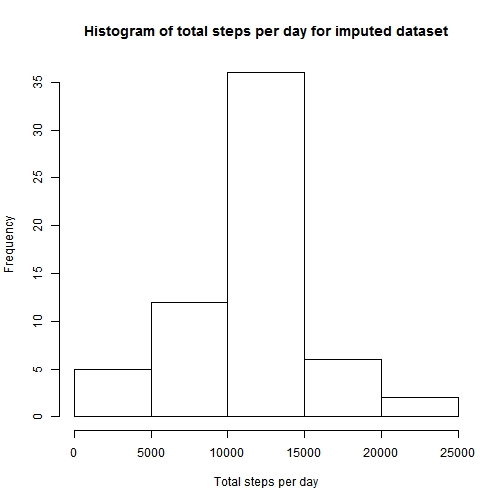 Histogram of total steps per day for imputed dataset
Frequency
35
30
25
20
15
10
5
0
0 5000 10000 15000 20000 25000
Total steps per day